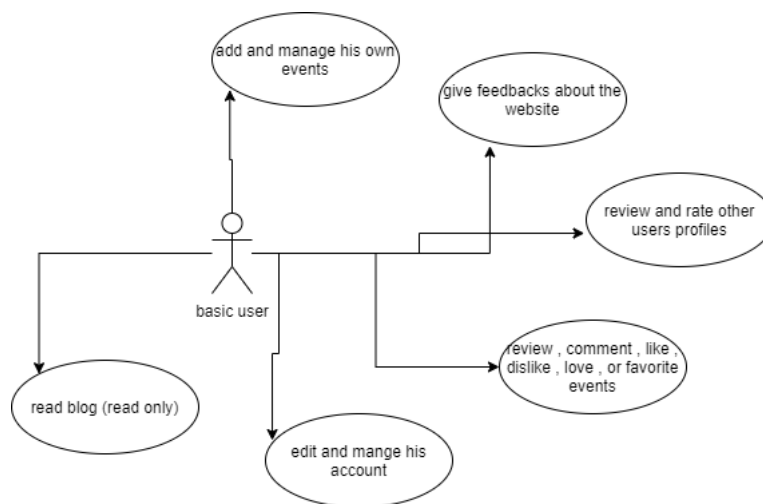 add and manage his own
events
give feedbacks about the
website
review and rate other
users profiles
basic user
review , comment , like ,
dislike , love , or favorite
events
read blog (read only)
edit and mange his
account